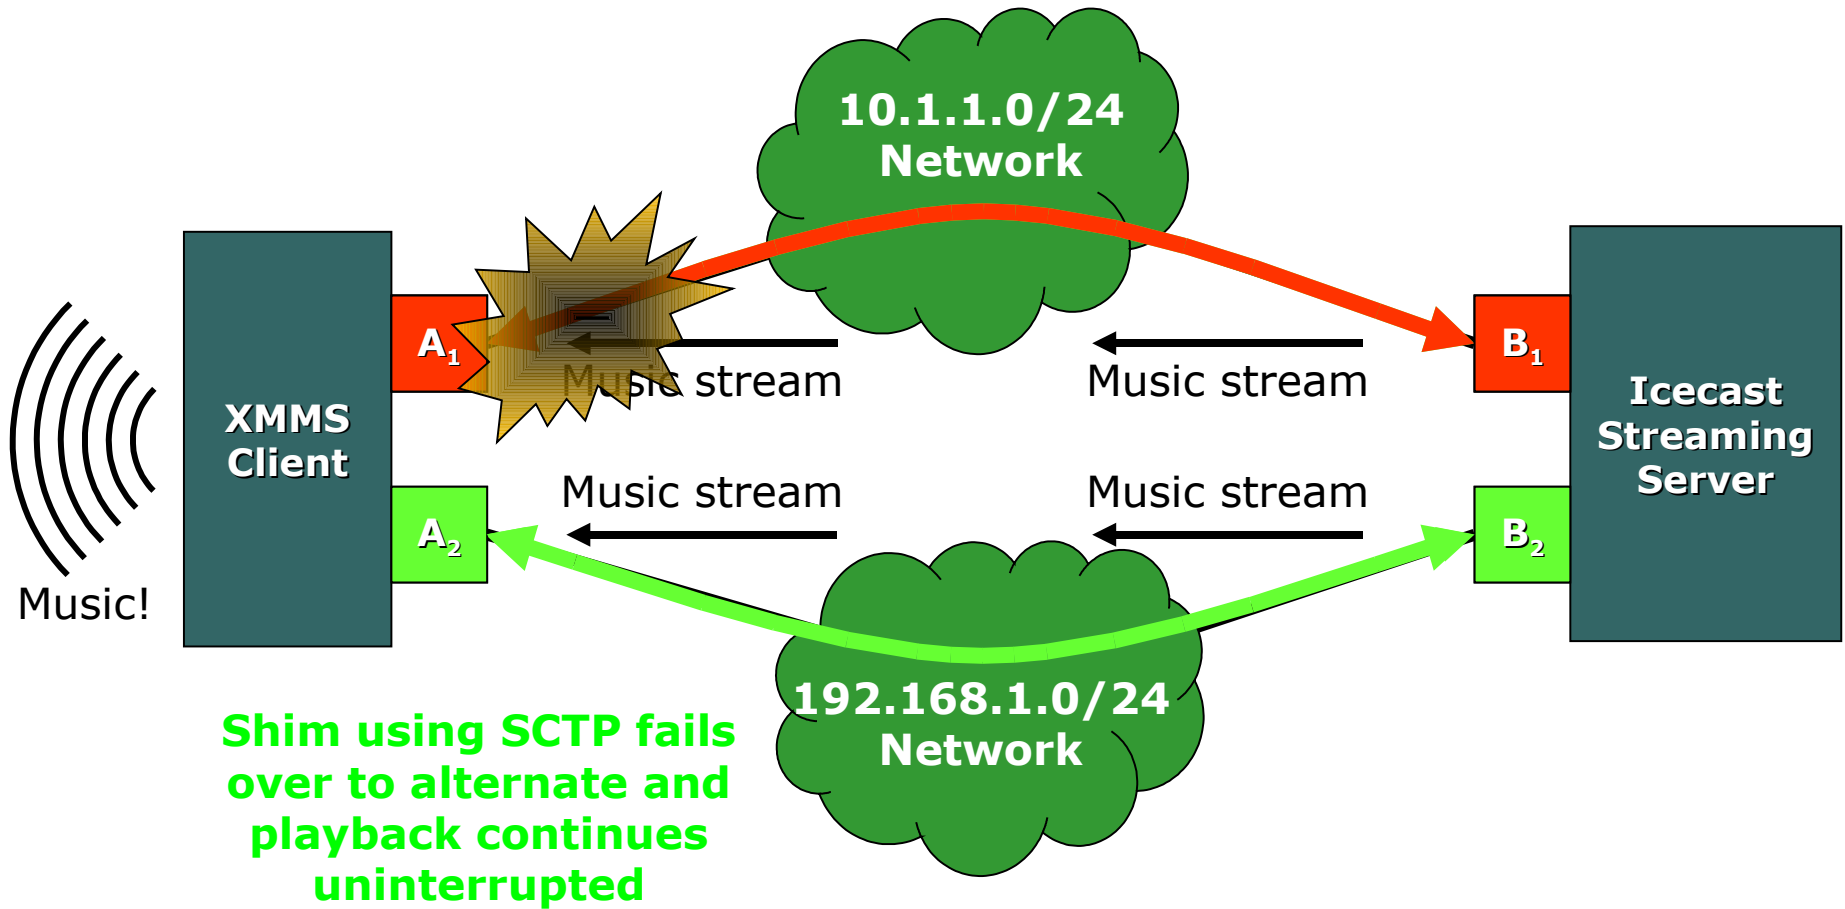 10.1.1.0/24
Network
A1
B1
Music stream
Music stream
XMMS
Client
Icecast
Streaming
Server
Music stream
Music stream
A2
B2
Music!
192.168.1.0/24
Network
Shim using SCTP fails
over to alternate and
playback continues
uninterrupted